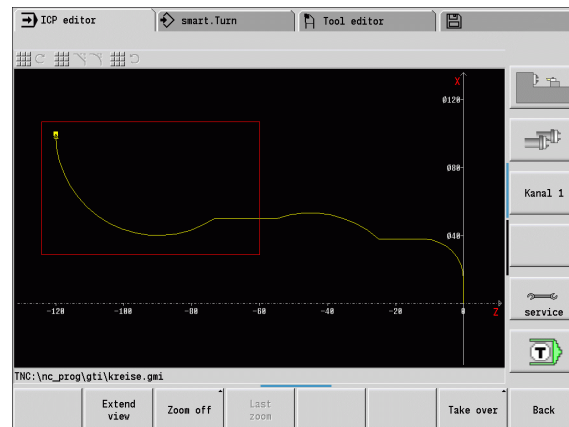 ICP editor
smart.Turn
Tool editor
X
Ø120
Ø80
Kanal 1
Ø40
-120
-100
-80
-60
-40
-20
0
Z
service
T
TNC:\nc_prog\gti\kreise.gmi
Extend view
Zoom off
Last zoom
Take over
Back